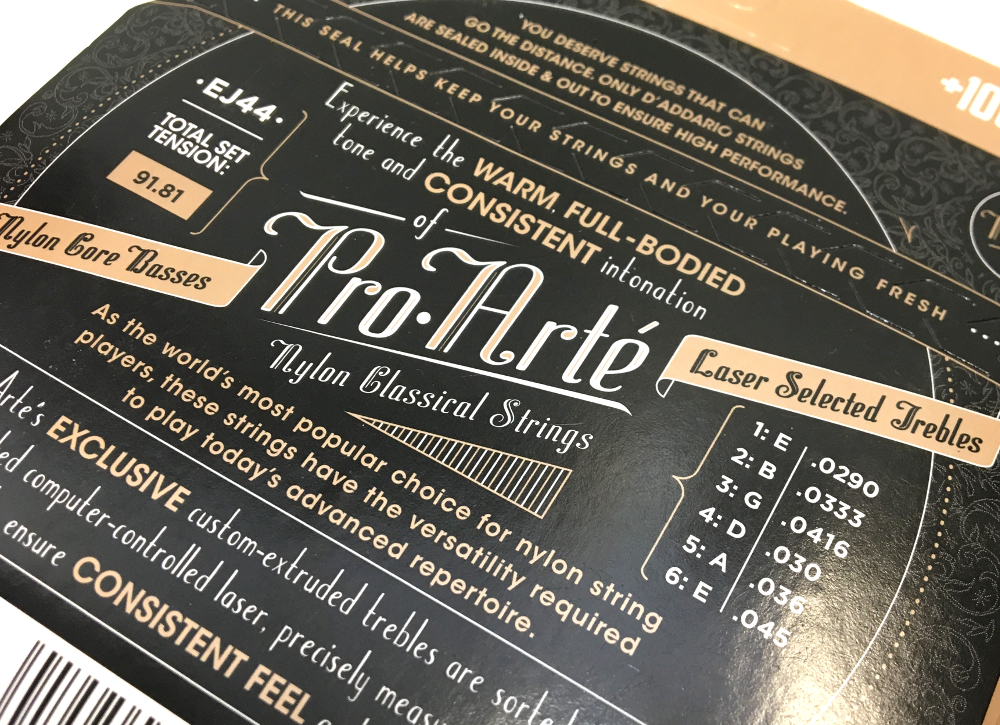 YOU DESERVE STRINGS THAT CAN
GO THE DISTANCE. ONLY D'ADDARIO STRINGS
ARE SEALED INSIDE & OUT TO ENSURE HIGH PERFORMANCE.
THIS SEAL HELPS KEEP YOUR STRINGS AND YOUR PLAYING FRESH
•EJ44•
TOTAL SET
TENSION:
91.81
Experience the WARM, FULL-BODIED
tone and CONSISTENT intonation
of
Pro•Arté
Nylon Classical Strings
Nylon Core Basses
Laser Selected Trebles
1: E .0290
2: B .0333
3: G .0416
4: D .030
5: A .036
6: E .045
As the world's most popular choice for nylon string
players, these strings have the versatility required
to play today's advanced repertoire.
Arté's EXCLUSIVE custom-extruded trebles are sorted
computer-controlled laser, precisely
ensure CONSISTENT FEEL